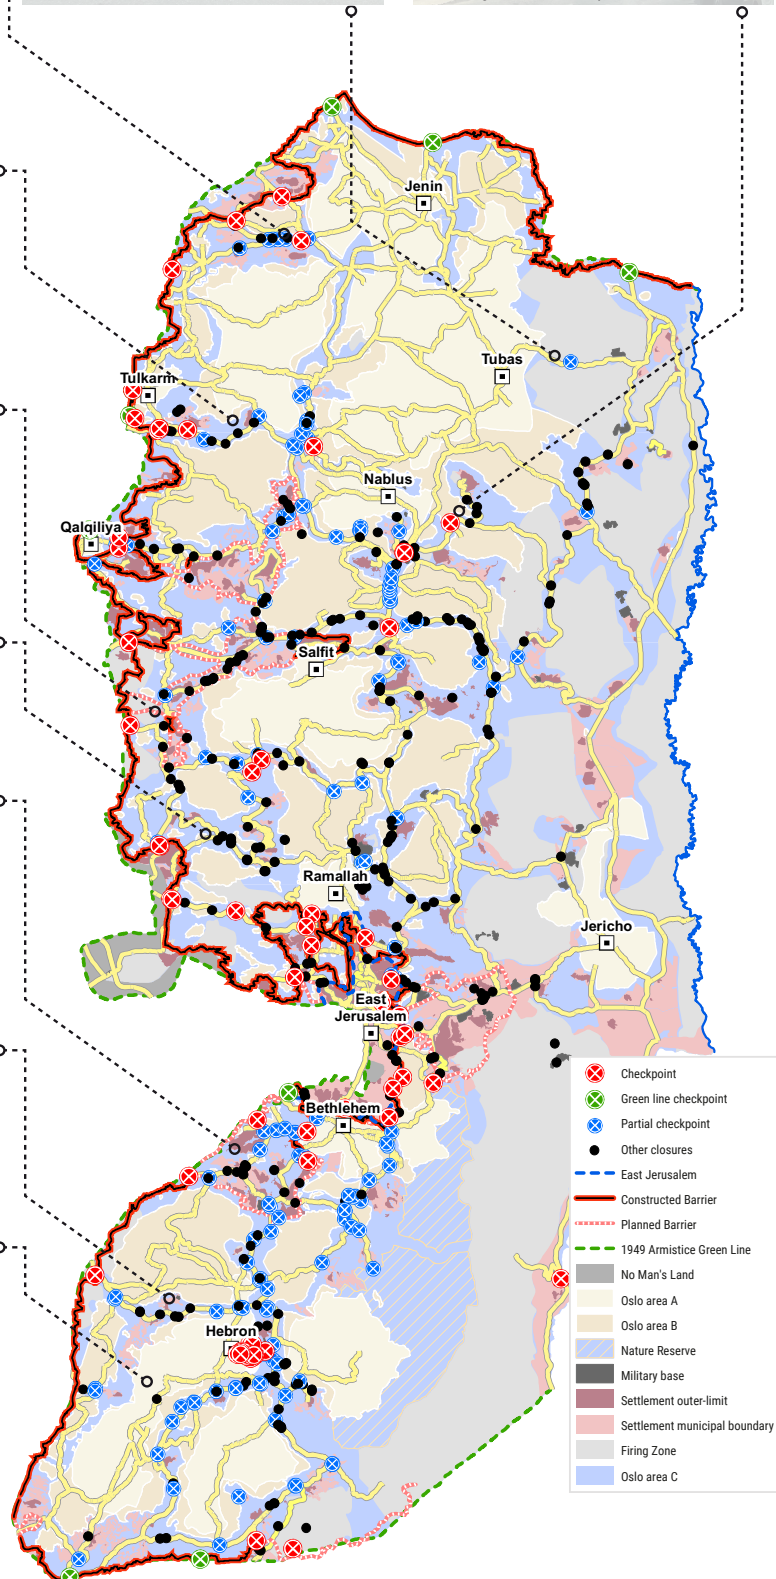 Jenin
Tubas
Tulkarm
Nablus
Qalqiliya
Salfit
Ramallah
Jericho
East
Jerusalem
Bethlehem
Hebron
Checkpoint
Green line checkpoint
Partial checkpoint
Other closures
East Jerusalem
Constructed Barrier
Planned Barrier
1949 Armistice Green Line
No Man's Land
Oslo area A
Oslo area B
Nature Reserve
Military base
Settlement outer-limit
Settlement municipal boundary
Firing Zone
Oslo area C